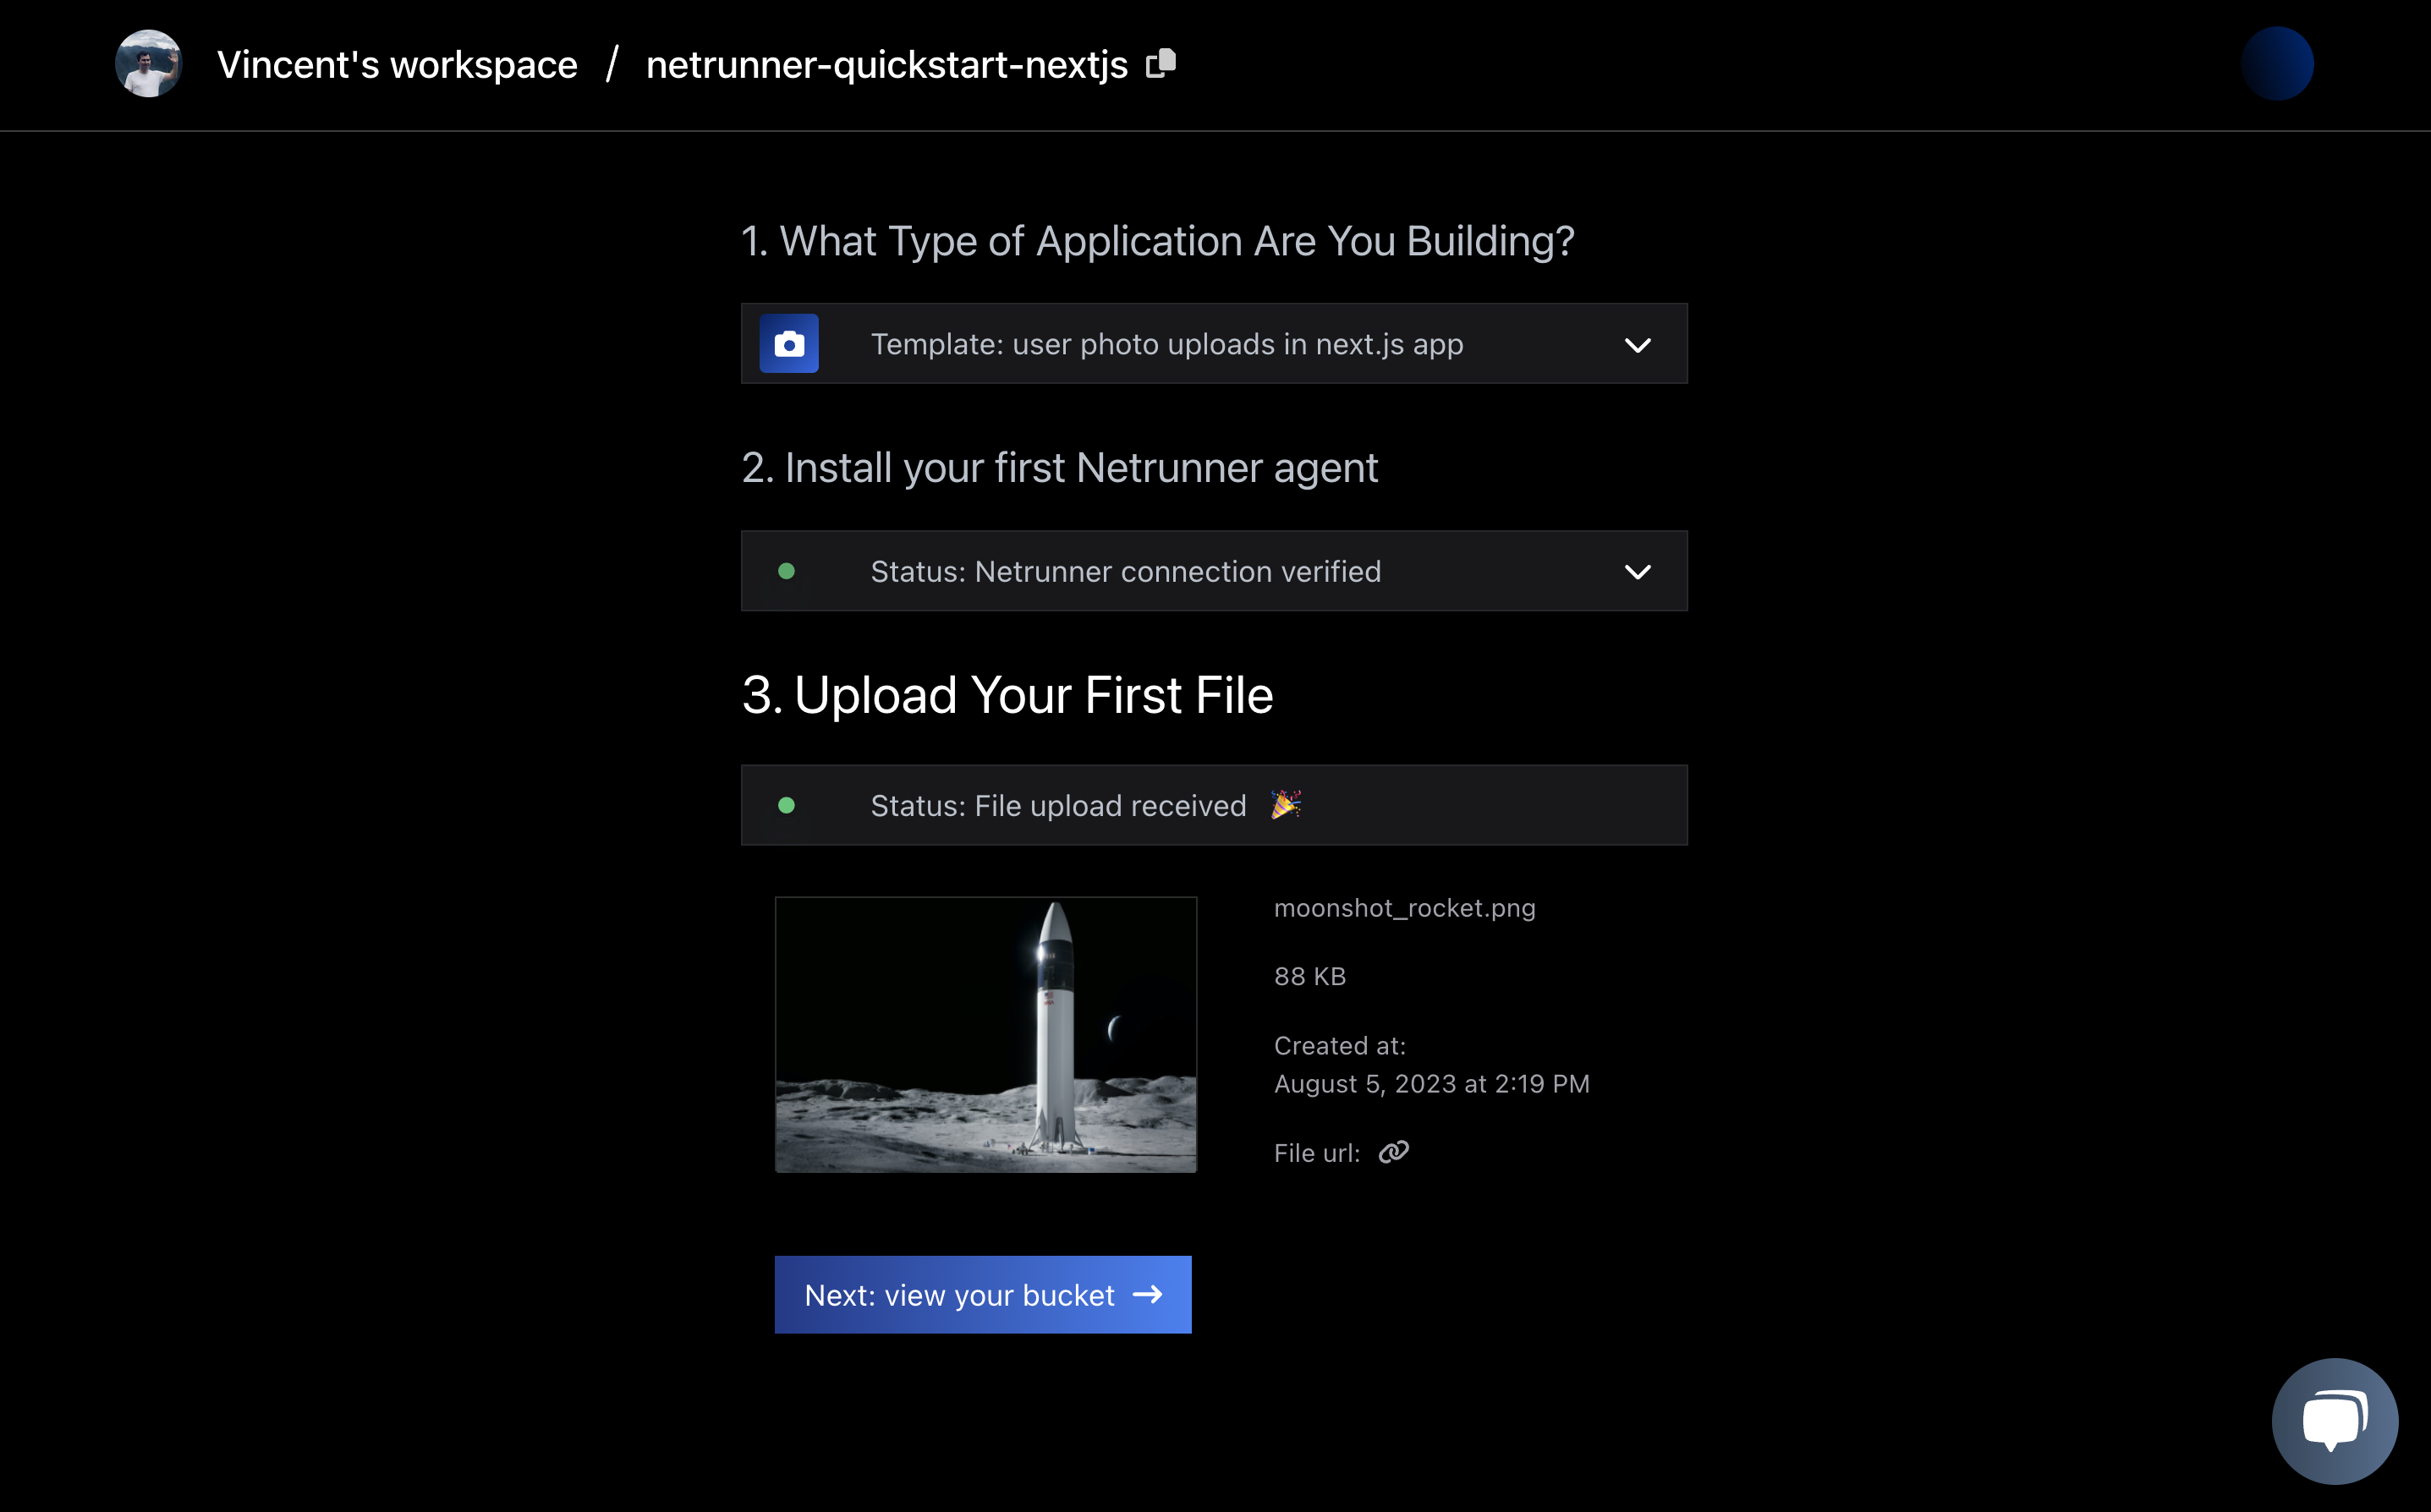 Vincent's workspace / netrunner-quickstart-nextjs
1. What Type of Application Are You Building?
Template: user photo uploads in next.js app
2. Install your first Netrunner agent
Status: Netrunner connection verified
3. Upload Your First File
Status: File upload received 🎉
moonshot_rocket.png
88 KB
Created at:
August 5, 2023 at 2:19 PM
File url:
Next: view your bucket →